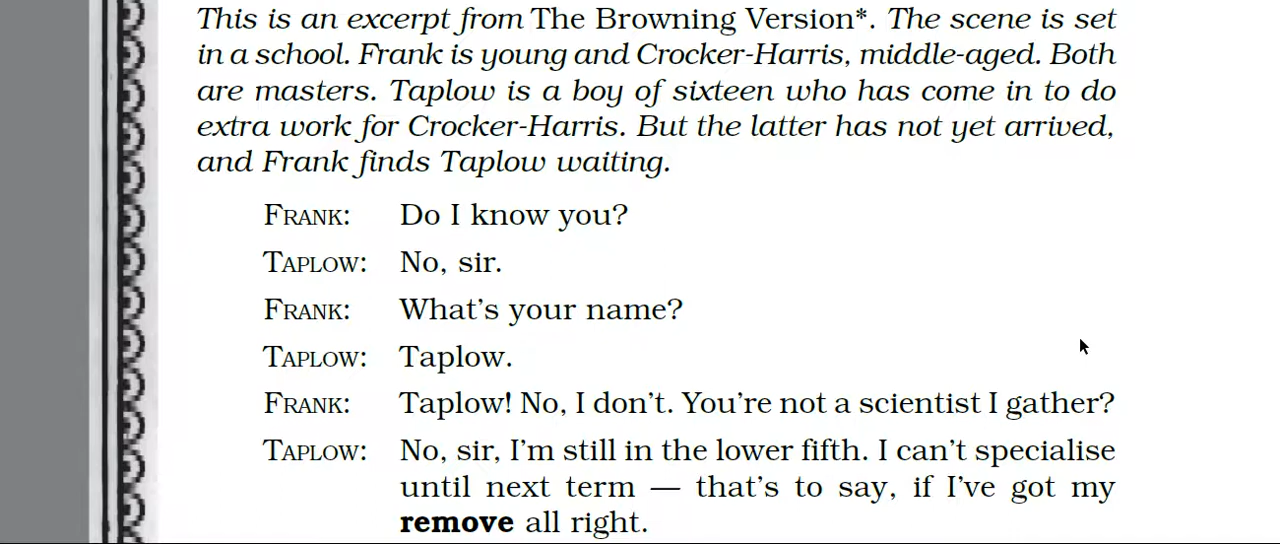 This is an excerpt from The Browning Version*. The scene is set
in a school. Frank is young and Crocker-Harris, middle-aged. Both
are masters. Taplow is a boy of sixteen who has come in to do
extra work for Crocker-Harris. But the latter has not yet arrived,
and Frank finds Taplow waiting.
FRANK: Do I know you?
TAPLOW: No, sir.
FRANK: What's your name?
TAPLOW: Taplow.
FRANK: Taplow! No, I don't. You're not a scientist I gather?
TAPLOW: No, sir, I'm still in the lower fifth. I can't specialise
until next term — that's to say, if I've got my
remove all right.